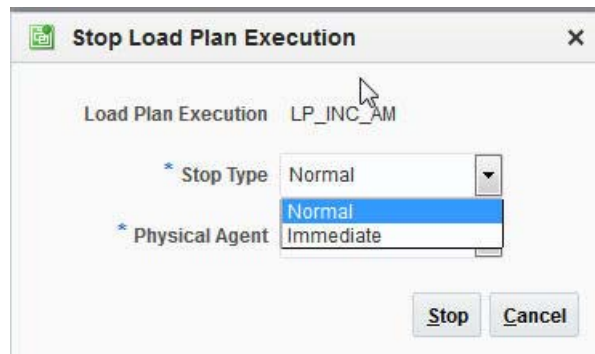 Stop Load Plan Execution
Load Plan Execution LP_INC_AM
* Stop Type Normal
Normal
* Physical Agent Immediate
Stop Cancel